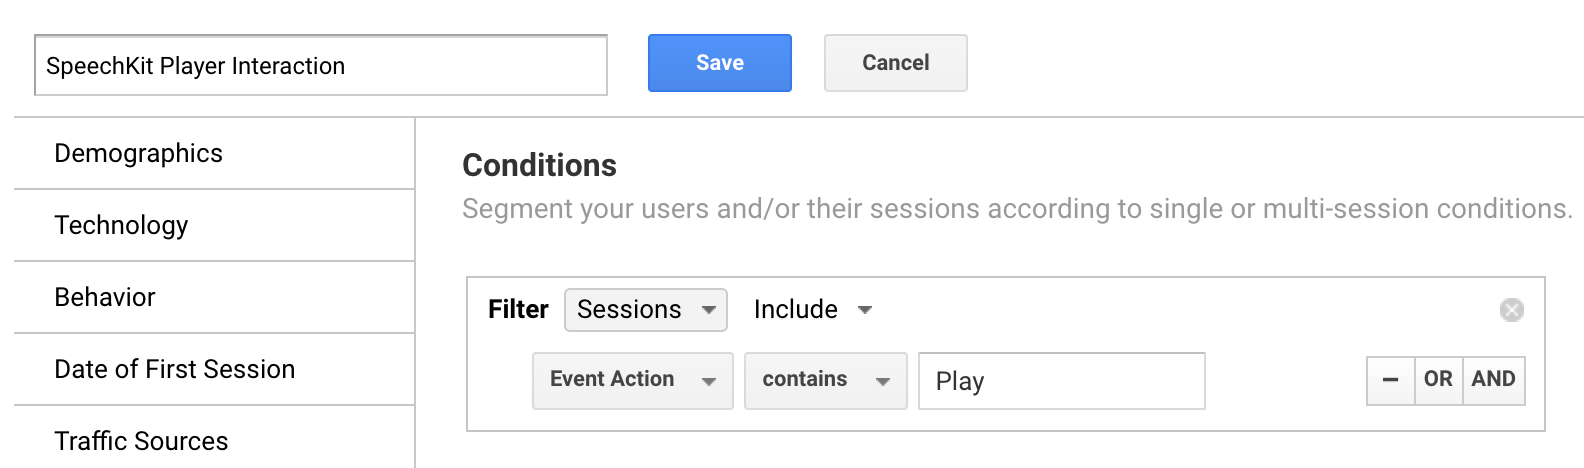 SpeechKit Player Interaction
Save
Cancel
Demographics
Technology
Behavior
Date of First Session
Traffic Sources
Conditions
Segment your users and/or their sessions according to single or multi-session conditions.
Filter Sessions Include
Event Action contains Play − OR AND